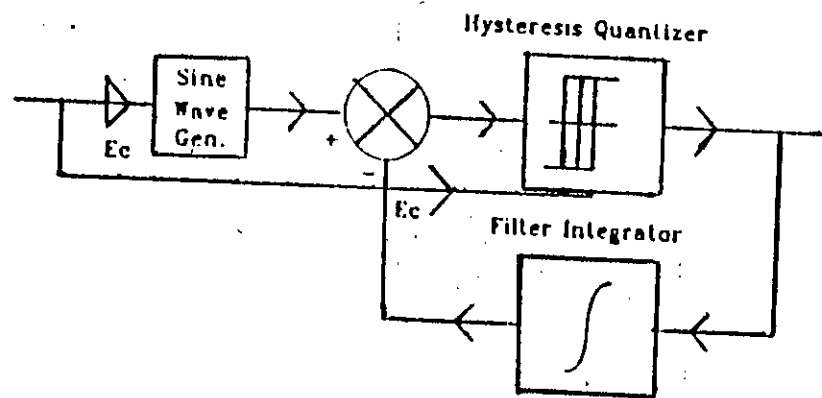 Hysteresis Quantizer
Sine
Wave
Gen.
Ec
+
-
Ec
Filter Integrator